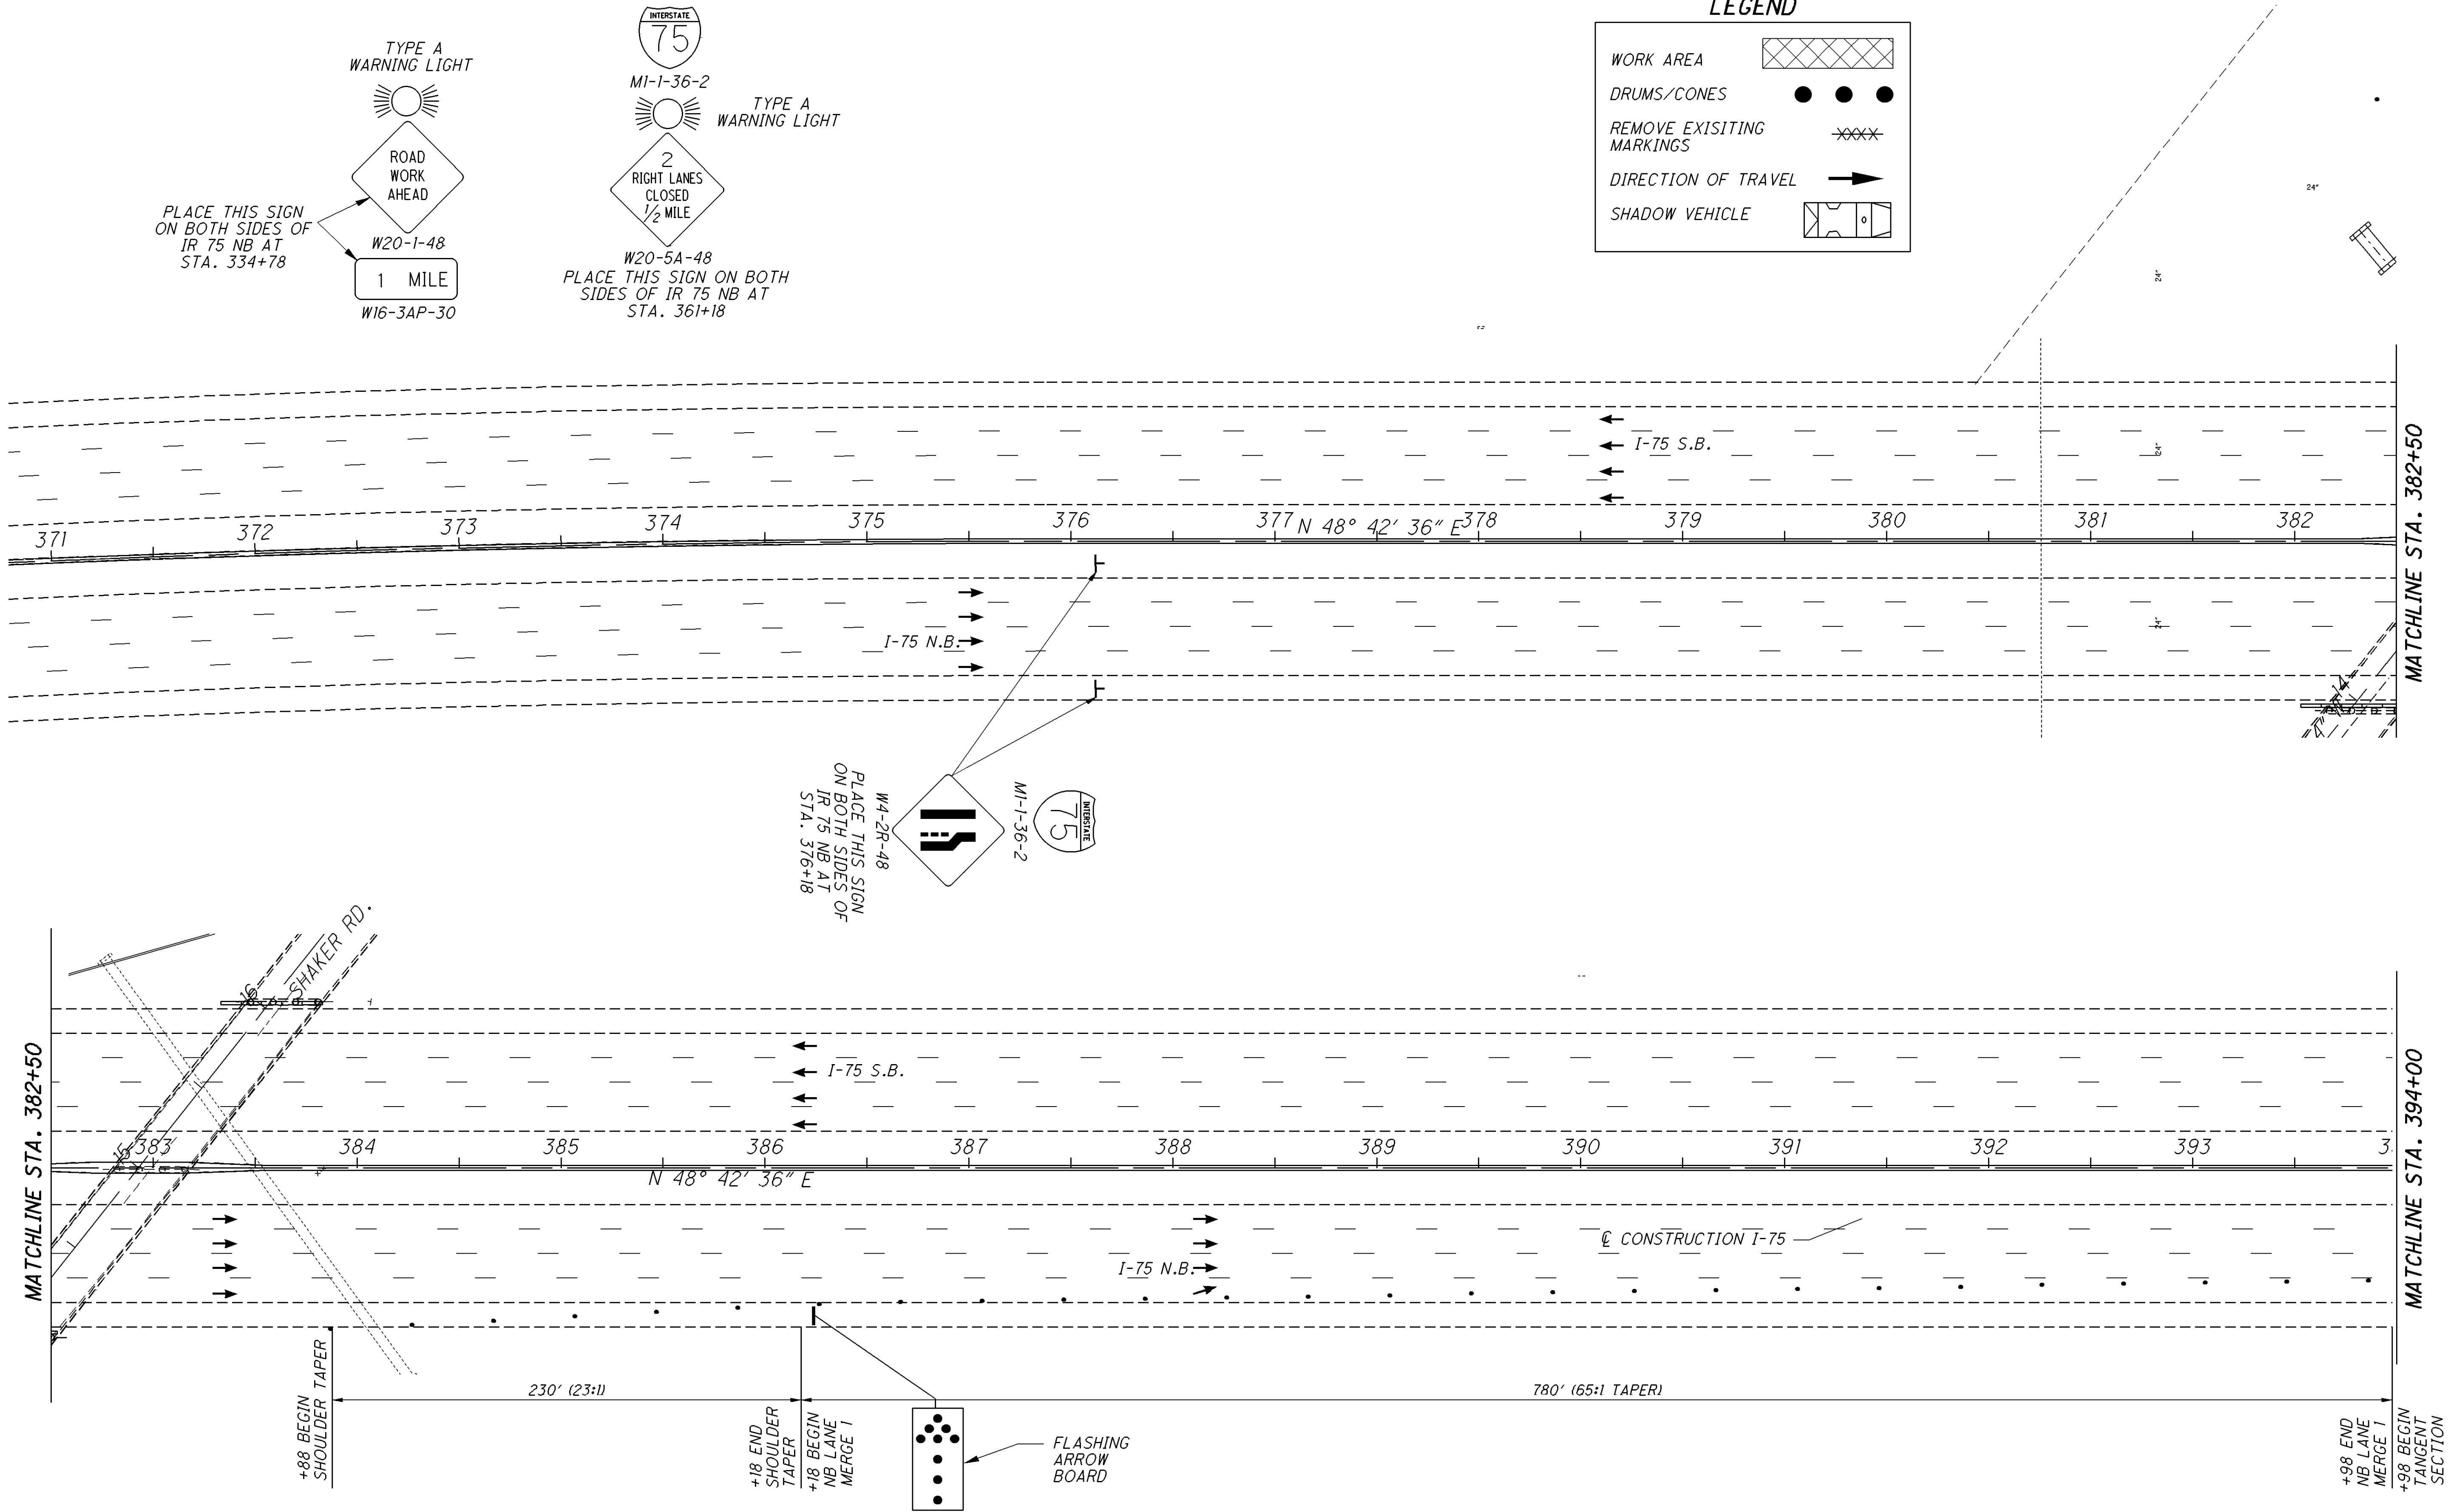 LEGEND
WORK AREA
DRUMS/CONES
REMOVE EXISITING
MARKINGS
DIRECTION OF TRAVEL
SHADOW VEHICLE
TYPE A
WARNING LIGHT
ROAD
WORK
AHEAD
W20-1-48
1 MILE
W16-3AP-30
PLACE THIS SIGN
ON BOTH SIDES OF
IR 75 NB AT
STA. 334+78
INTERSTATE
75
M1-1-36-2
TYPE A
WARNING LIGHT
2
RIGHT LANES
CLOSED
1/2 MILE
W20-5A-48
PLACE THIS SIGN ON BOTH
SIDES OF IR 75 NB AT
STA. 361+18
24"
24"
24"
24"
I-75 S.B.
371 372 373 374 375 376 377 378 379 380 381 382
N 48° 42' 36" E
I-75 N.B.
14
MATCHLINE STA. 382+50
INTERSTATE
75
M1-1-36-2
W4-2R-48
PLACE THIS SIGN
ON BOTH SIDES OF
IR 75 NB AT
STA. 376+18
MATCHLINE STA. 382+50
SHAKER RD.
16
15
I-75 S.B.
383 384 385 386 387 388 389 390 391 392 393 3
N 48° 42' 36" E
I-75 N.B.
℄ CONSTRUCTION I-75
MATCHLINE STA. 394+00
230' (23:1)
780' (65:1 TAPER)
+88 BEGIN
SHOULDER TAPER
+18 END
SHOULDER
TAPER
+18 BEGIN
NB LANE
MERGE 1
FLASHING
ARROW
BOARD
+98 END
NB LANE
MERGE 1
+98 BEGIN
TANGENT
SECTION